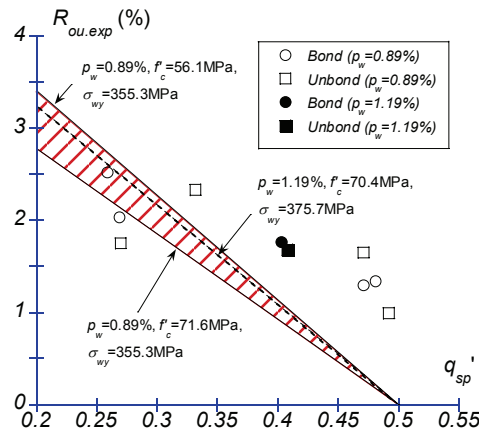 R_ou.exp (%)
4
3
2
1
0
0.2 0.25 0.3 0.35 0.4 0.45 0.5 0.55
q_sp'
p_w=0.89%, f'_c=56.1MPa,
σ_wy=355.3MPa
Bond (p_w=0.89%)
Unbond (p_w=0.89%)
Bond (p_w=1.19%)
Unbond (p_w=1.19%)
p_w=1.19%, f'_c=70.4MPa,
σ_wy=375.7MPa
p_w=0.89%, f'_c=71.6MPa,
σ_wy=355.3MPa